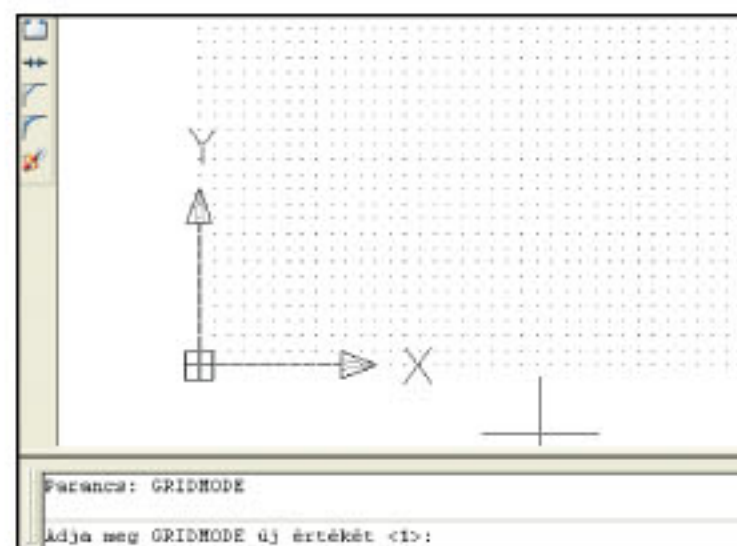 Y
X
Parancs: GRIDMODE
Adja meg GRIDMODE új értékét <1>: